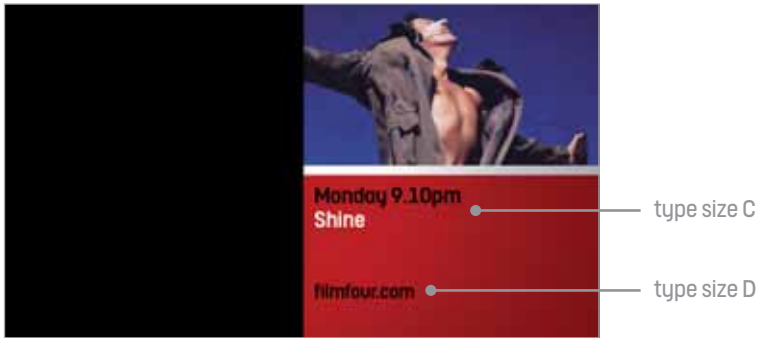 Monday 9.10pm
Shine
type size C
filmfour.com
type size D